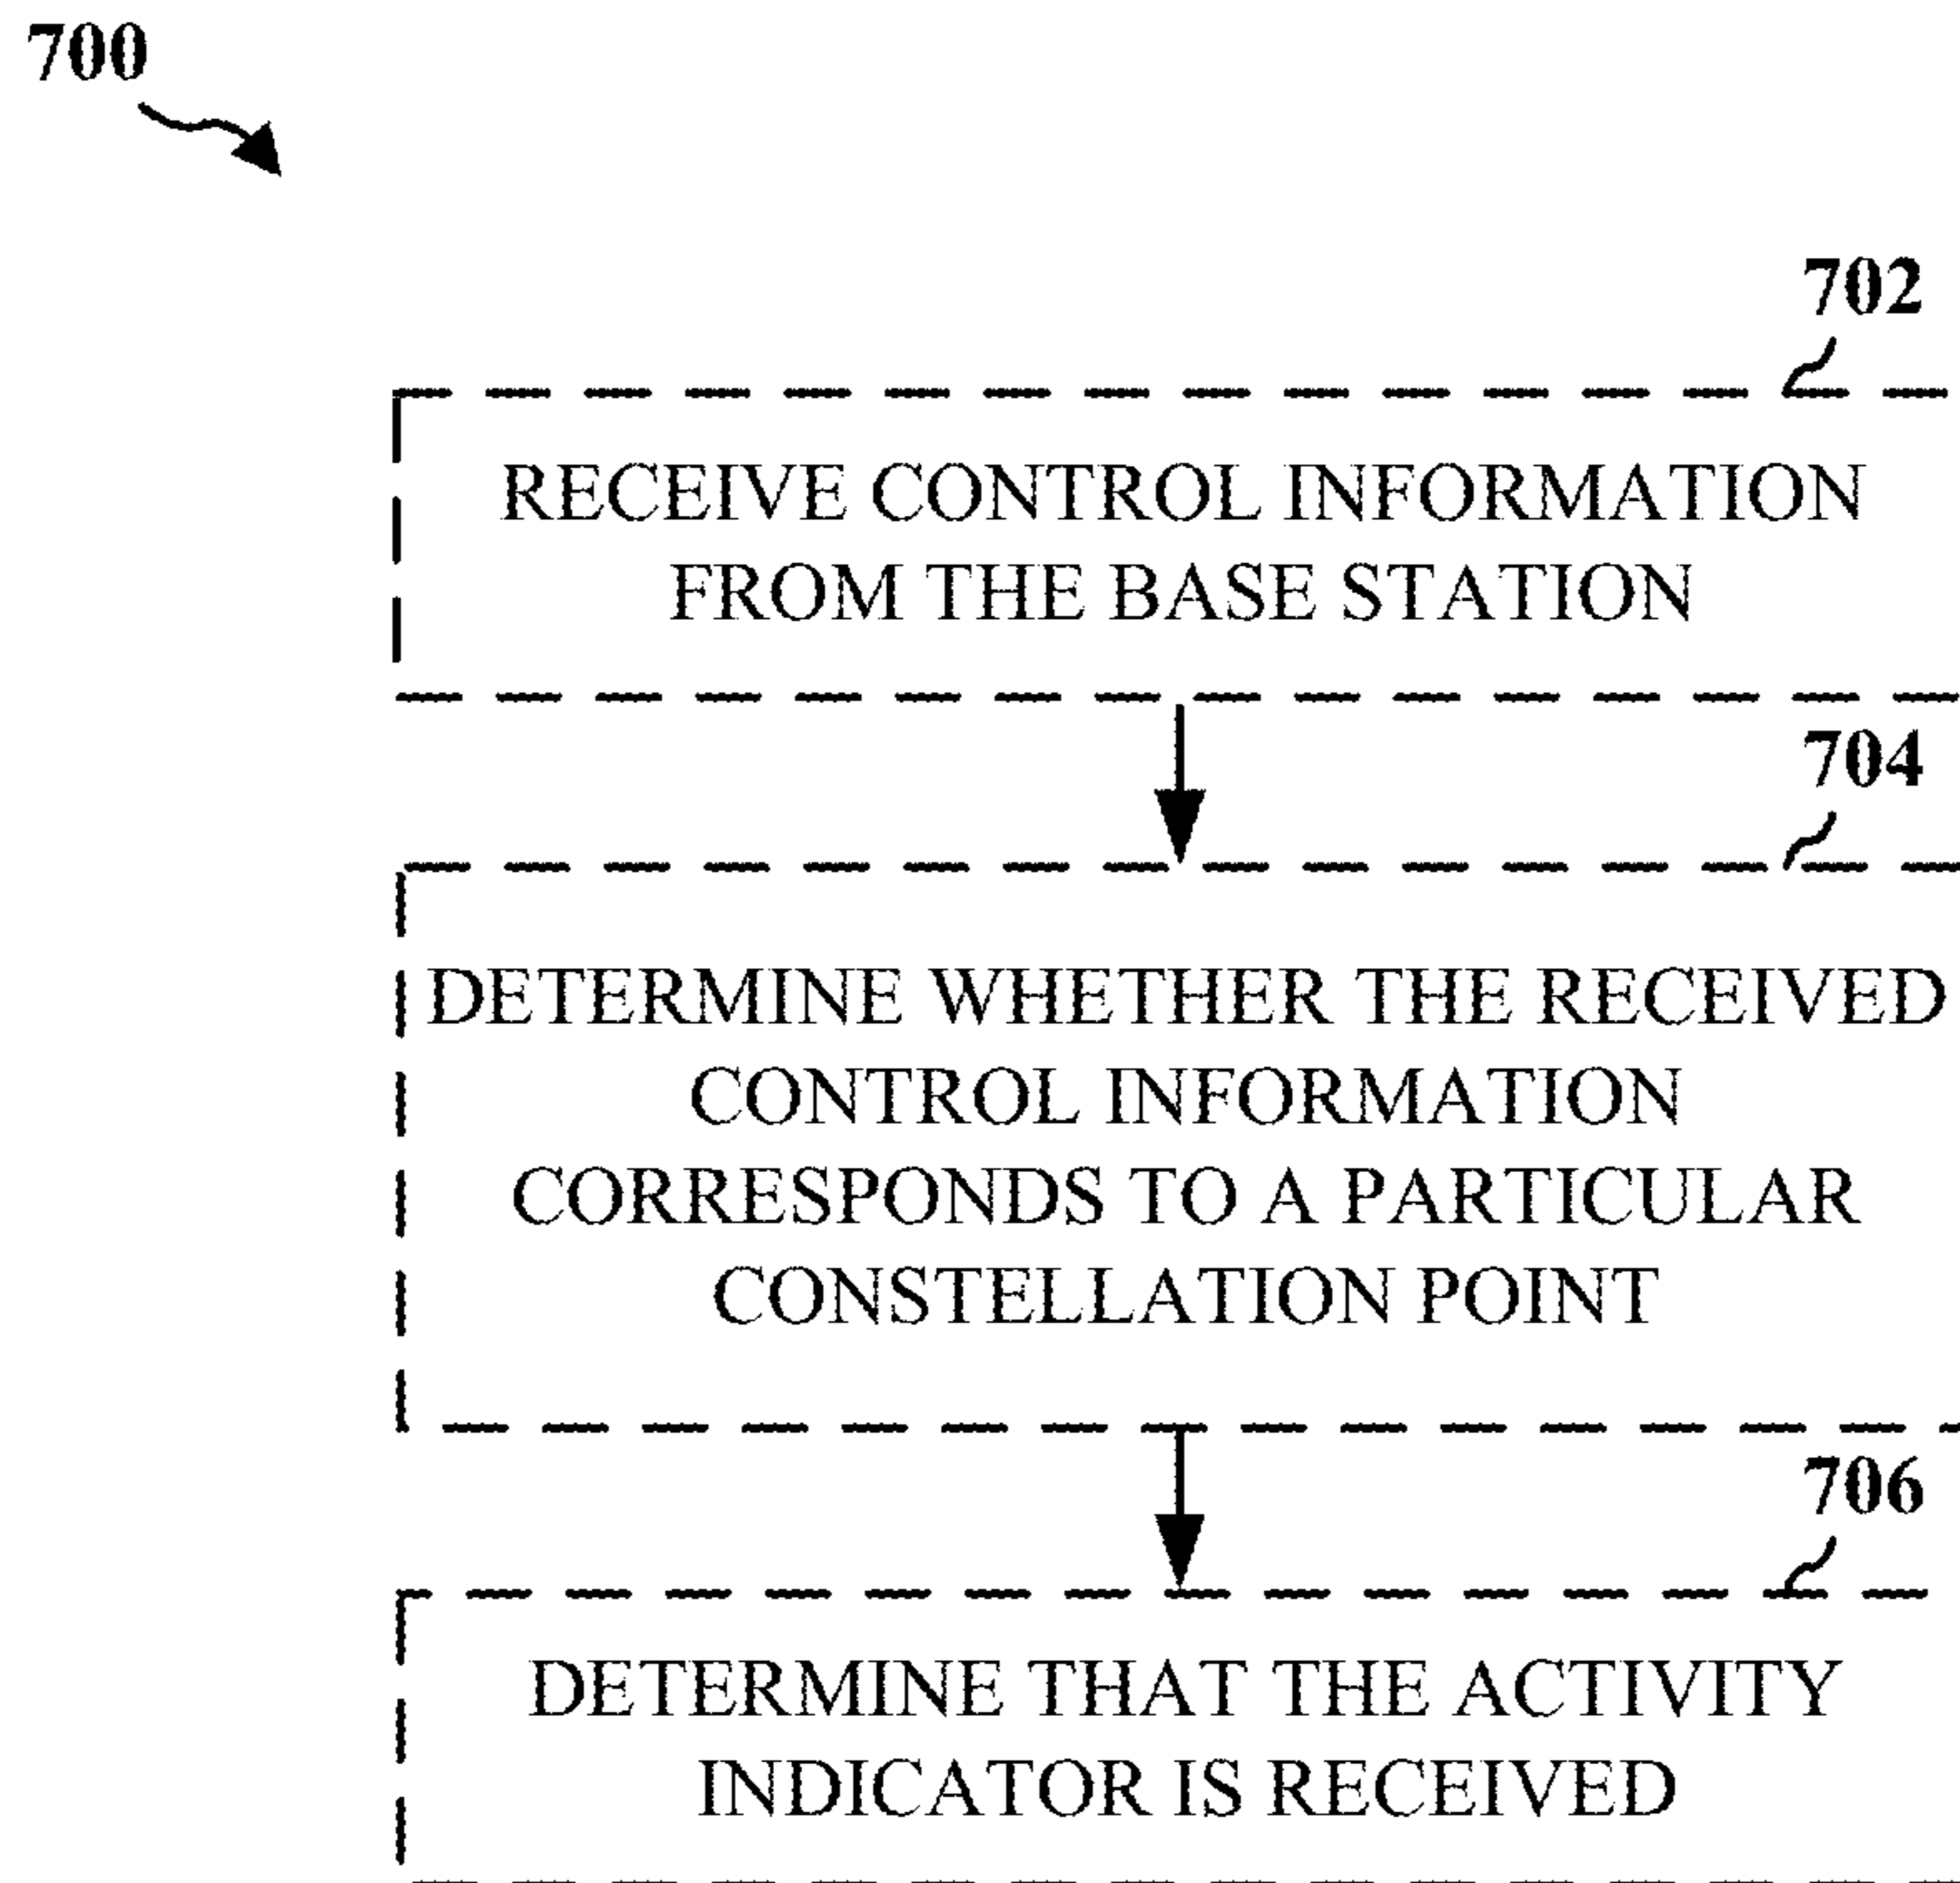 700
702
RECEIVE CONTROL INFORMATION
FROM THE BASE STATION
704
DETERMINE WHETHER THE RECEIVED
CONTROL INFORMATION
CORRESPONDS TO A PARTICULAR
CONSTELLATION POINT
706
DETERMINE THAT THE ACTIVITY
INDICATOR IS RECEIVED